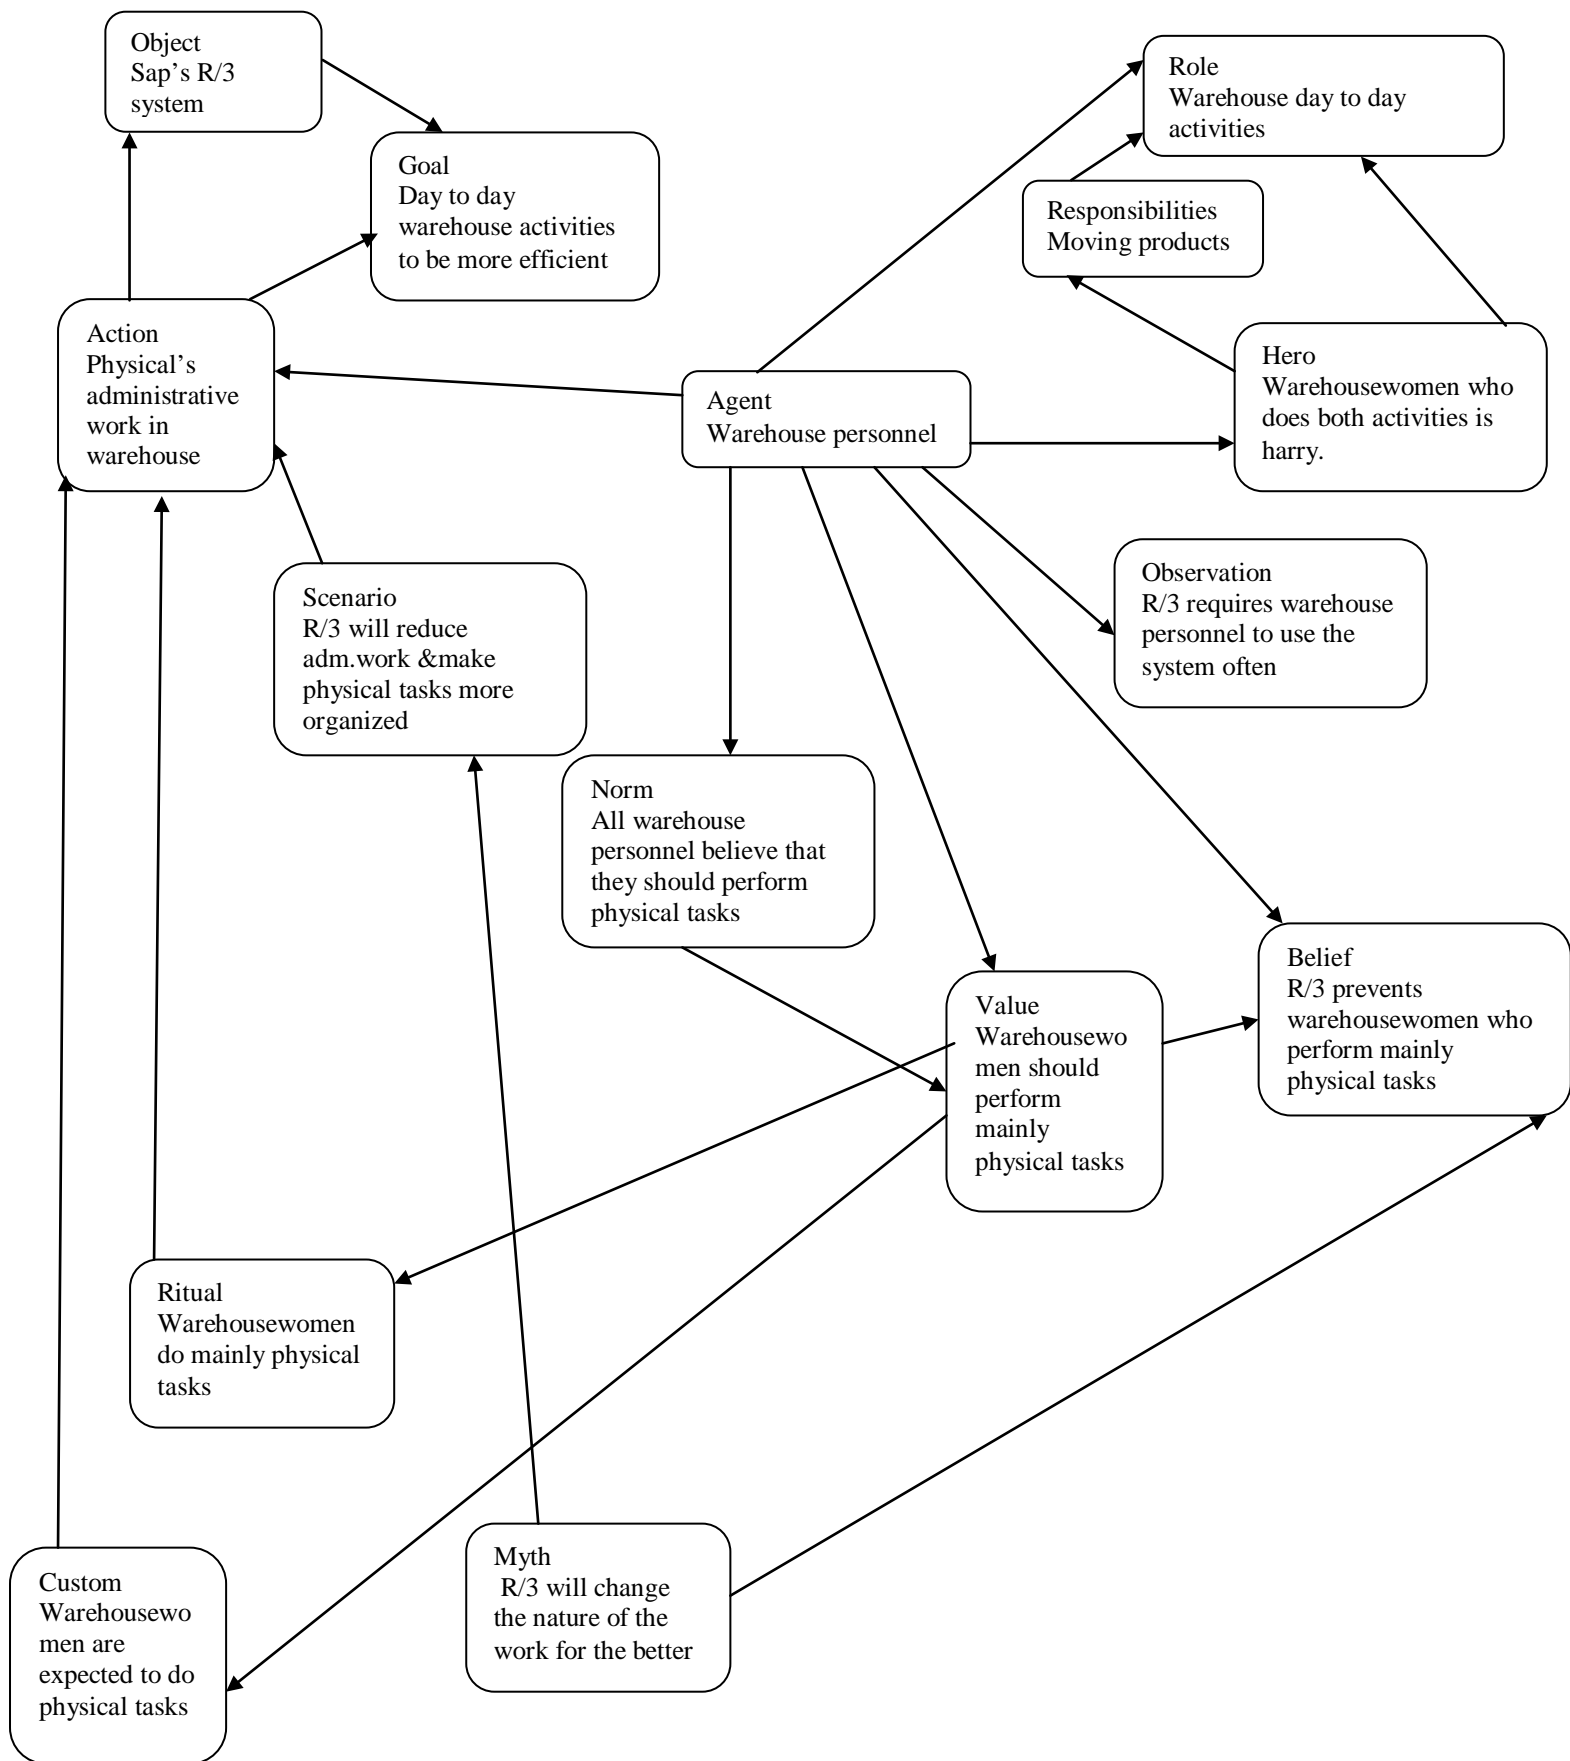 Object
Sap’s R/3
system
Role
Warehouse day to day
activities
Goal
Day to day
warehouse activities
to be more efficient
Responsibilities
Moving products
Action
Physical’s
administrative
work in
warehouse
Agent
Warehouse personnel
Hero
Warehousewomen who
does both activities is
harry.
Scenario
R/3 will reduce
adm.work &make
physical tasks more
organized
Observation
R/3 requires warehouse
personnel to use the
system often
Norm
All warehouse
personnel believe that
they should perform
physical tasks
Value
Warehousewo
men should
perform
mainly
physical tasks
Belief
R/3 prevents
warehousewomen who
perform mainly
physical tasks
Ritual
Warehousewomen
do mainly physical
tasks
Custom
Warehousewo
men are
expected to do
physical tasks
Myth
R/3 will change
the nature of the
work for the better